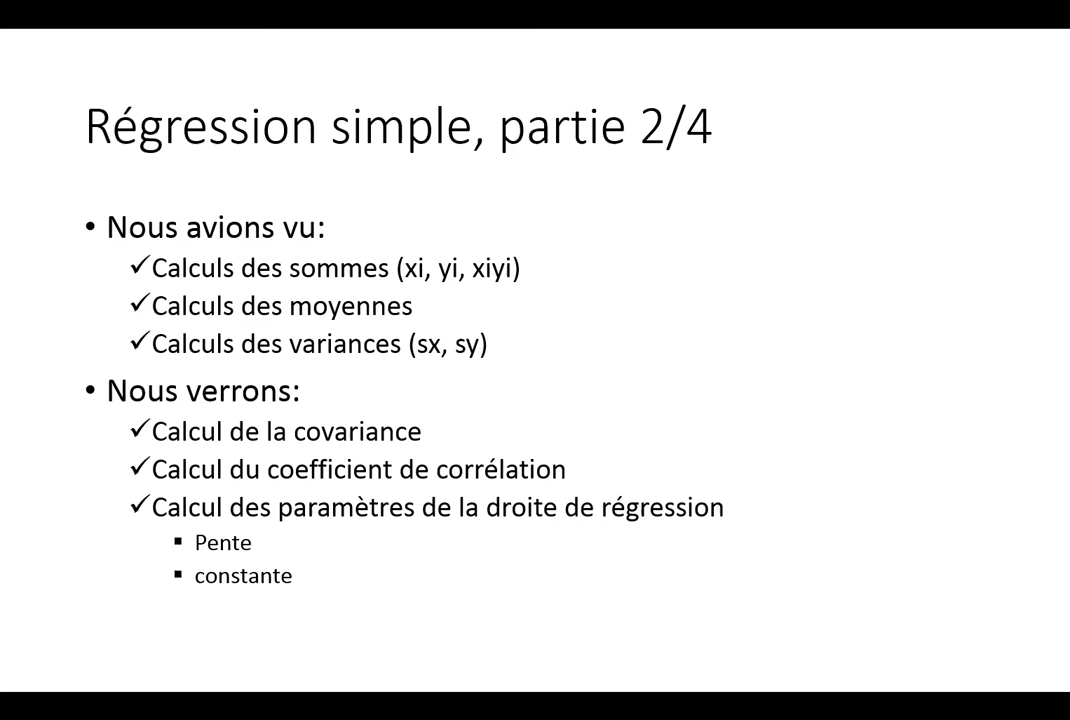 Régression simple, partie 2/4
• Nous avions vu:
✓Calculs des sommes (xi, yi, xiyi)
✓Calculs des moyennes
✓Calculs des variances (sx, sy)
• Nous verrons:
✓Calcul de la covariance
✓Calcul du coefficient de corrélation
✓Calcul des paramètres de la droite de régression
▪ Pente
▪ constante